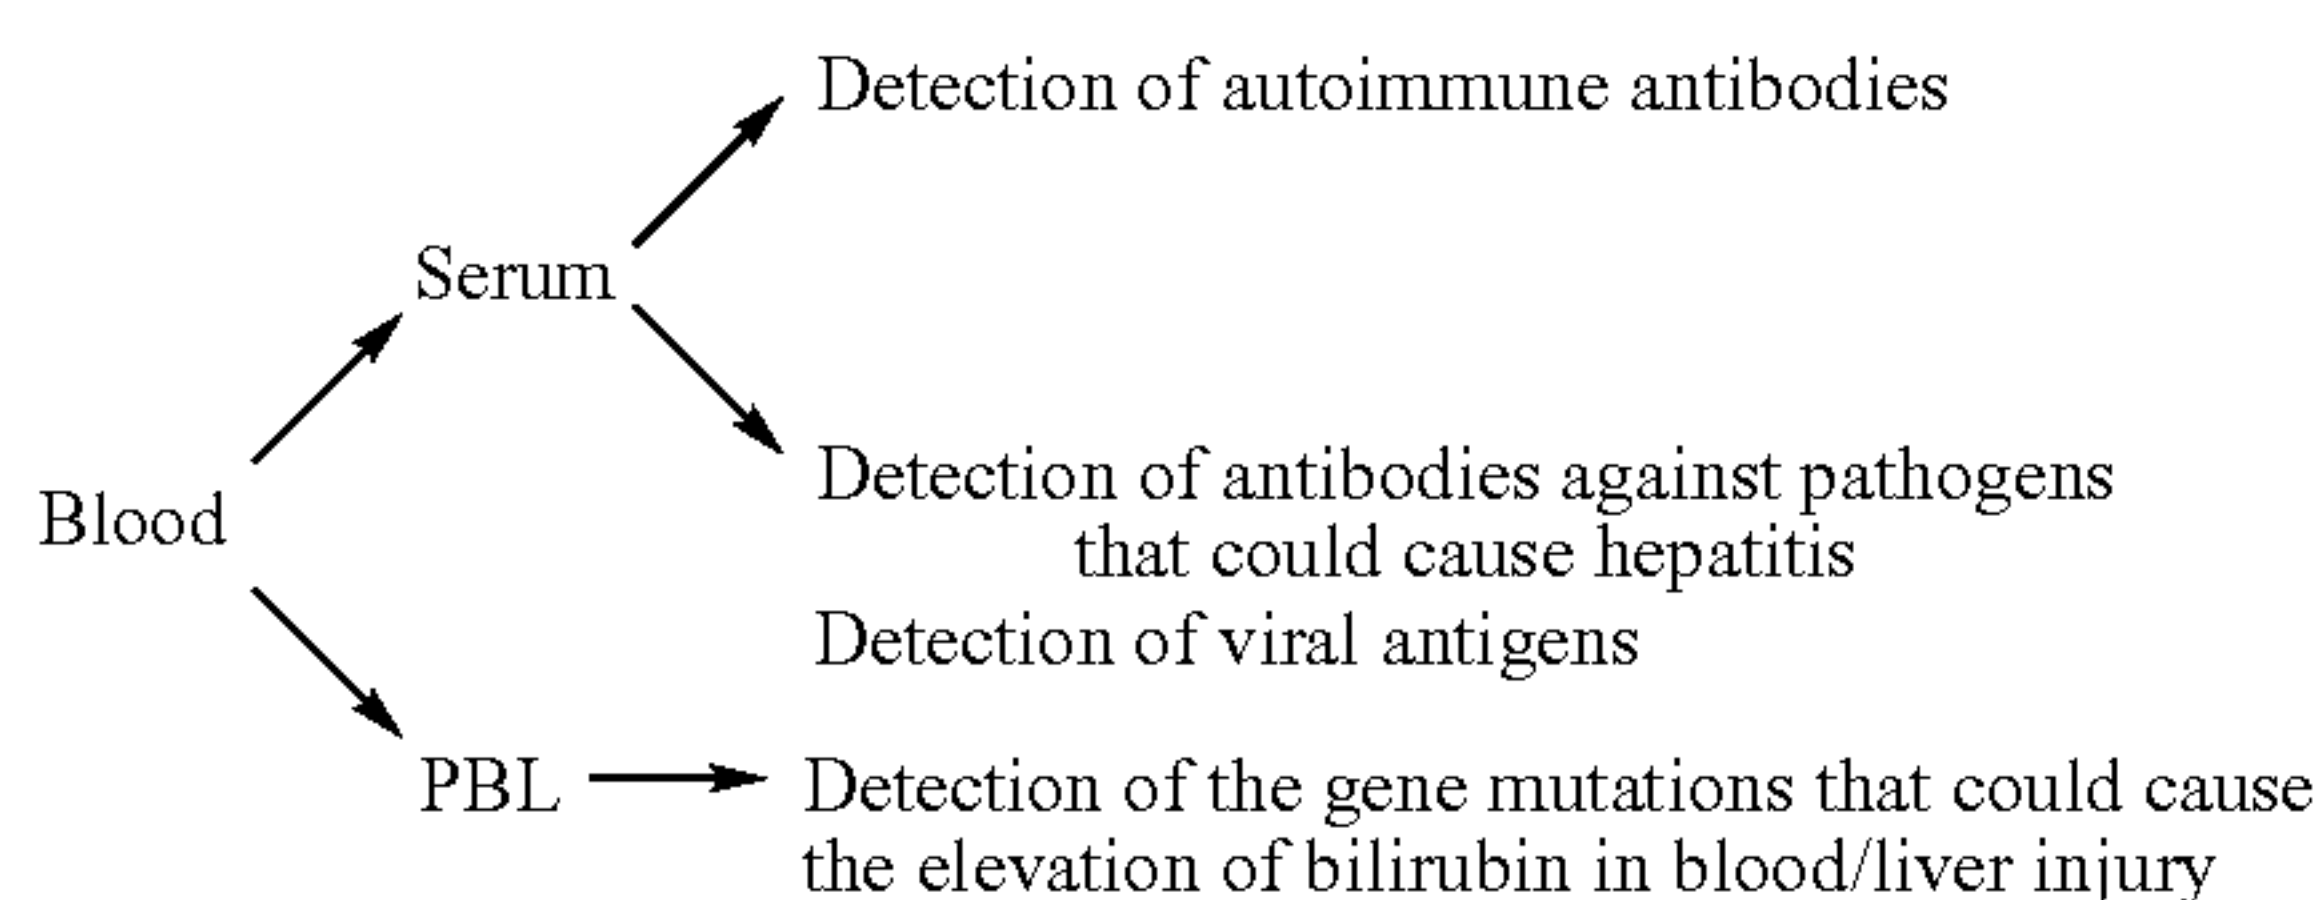 Detection of autoimmune antibodies
Serum
Detection of antibodies against pathogens
that could cause hepatitis
Blood
Detection of viral antigens
PBL
Detection of the gene mutations that could cause
the elevation of bilirubin in blood/liver injury